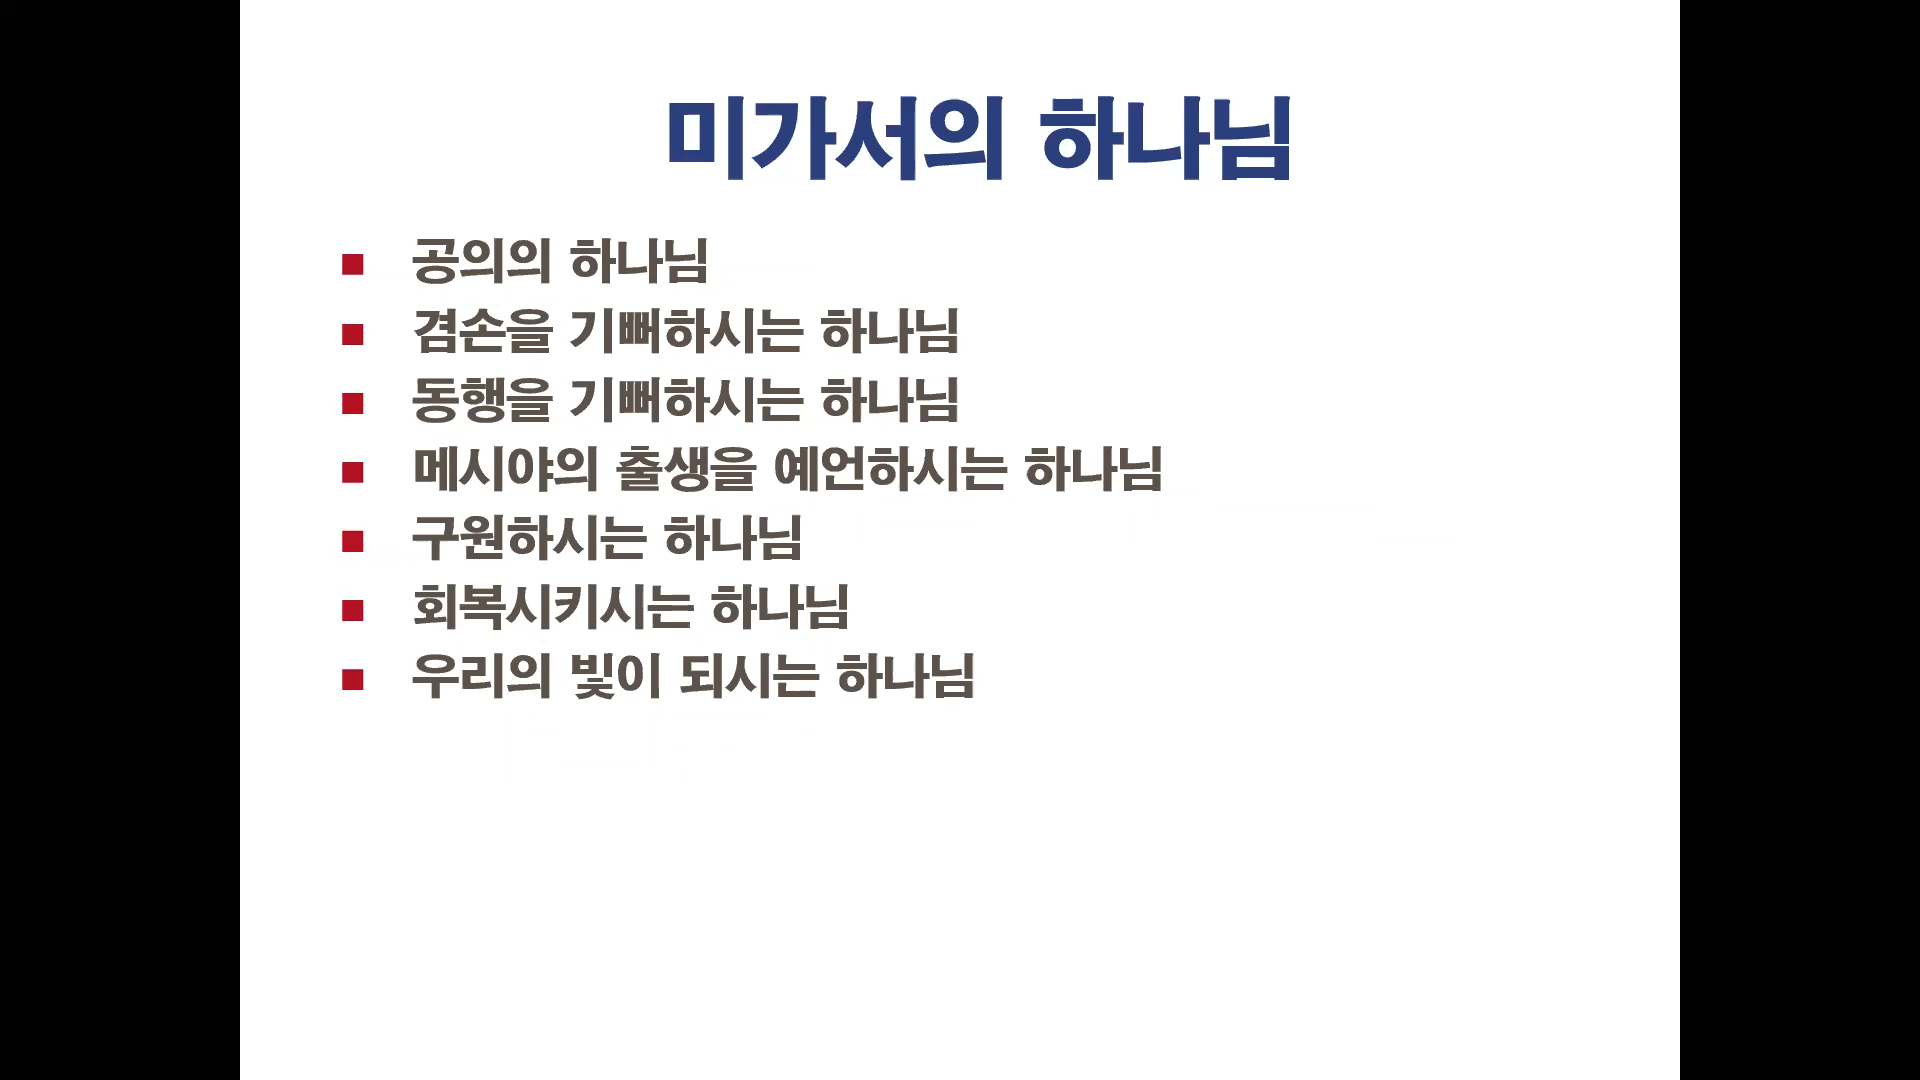 미가서의 하나님
■ 공의의 하나님
■ 겸손을 기뻐하시는 하나님
■ 동행을 기뻐하시는 하나님
■ 메시야의 출생을 예언하시는 하나님
■ 구원하시는 하나님
■ 회복시키시는 하나님
■ 우리의 빛이 되시는 하나님